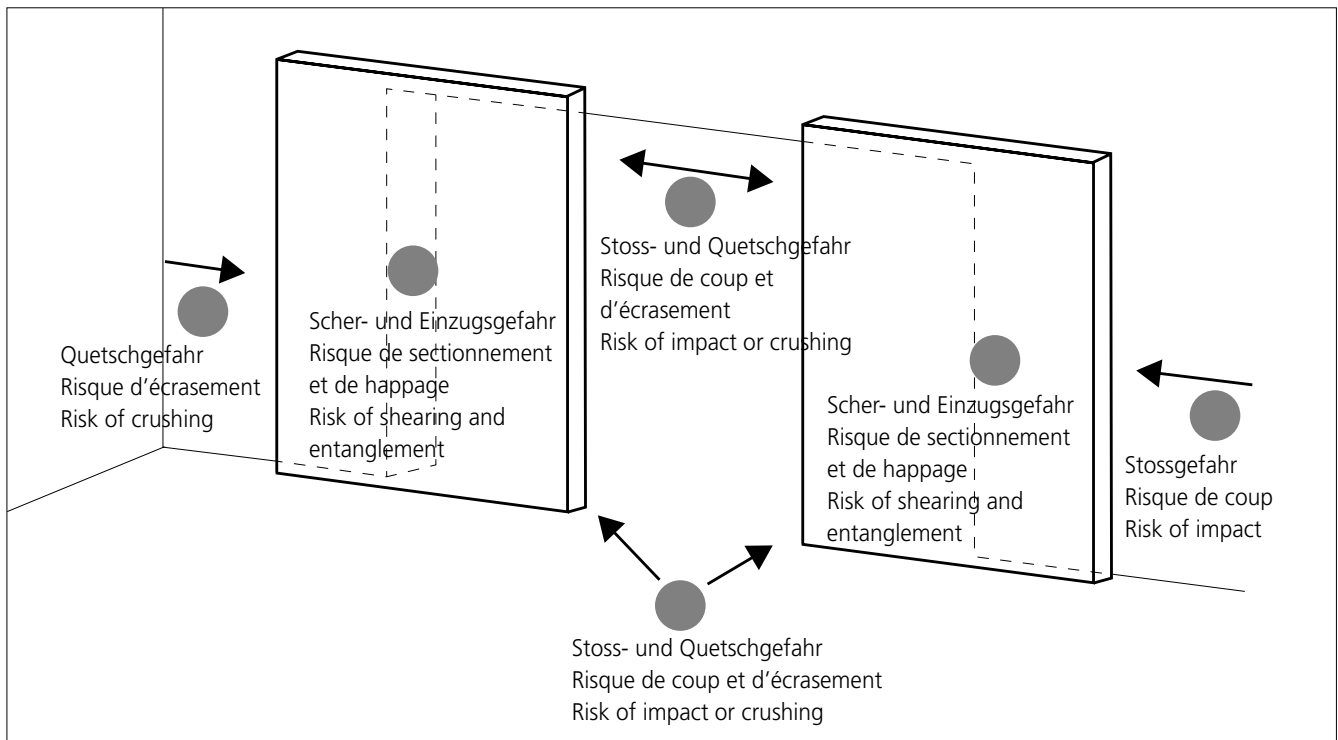 Quetschgefahr
Risque d'écrasement
Risk of crushing
Scher- und Einzugsgefahr
Risque de sectionnement
et de happage
Risk of shearing and
entanglement
Stoss- und Quetschgefahr
Risque de coup et
d'écrasement
Risk of impact or crushing
Scher- und Einzugsgefahr
Risque de sectionnement
et de happage
Risk of shearing and
entanglement
Stossgefahr
Risque de coup
Risk of impact
Stoss- und Quetschgefahr
Risque de coup et d'écrasement
Risk of impact or crushing